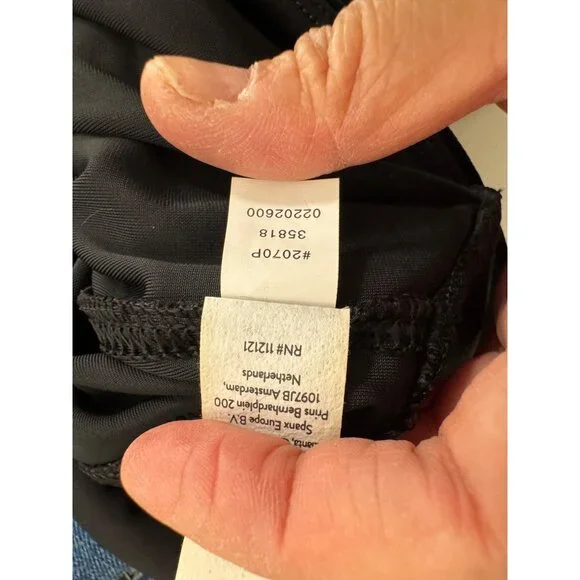 Spanx Europe B.V.
Prins Bernhardplein 200
1097JB Amsterdam,
Netherlands
RN# 112121
#2070P
35818
02202600